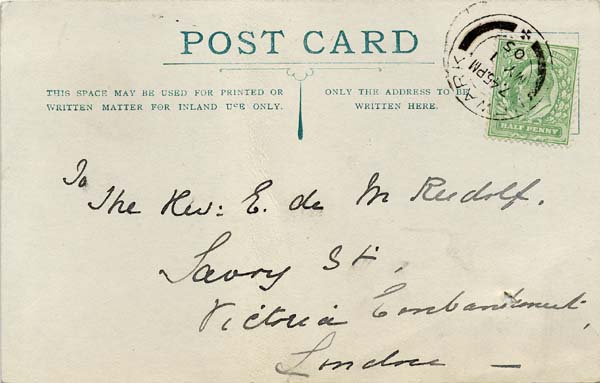 POST CARD
THIS SPACE MAY BE USED FOR PRINTED OR
WRITTEN MATTER FOR INLAND USE ONLY.
ONLY THE ADDRESS TO BE
WRITTEN HERE.
HALF PENNY
To
The Rev: E. de M Rudolf.
Savoy St,
Victoria Embankment,
London —